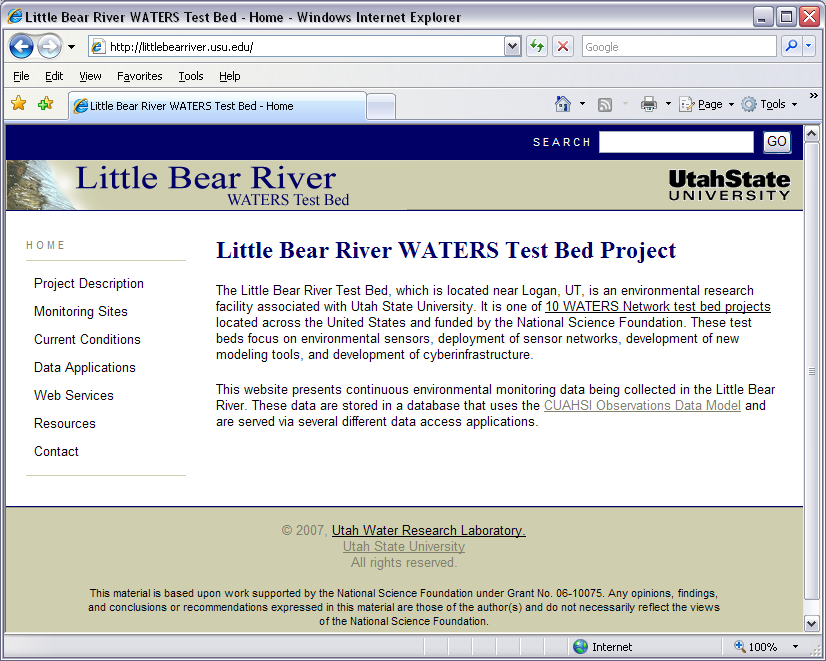 Little Bear River WATERS Test Bed - Home - Windows Internet Explorer
http://littlebearriver.usu.edu/
Google
File Edit View Favorites Tools Help
Little Bear River WATERS Test Bed - Home
Page Tools »
SEARCH GO
Little Bear River
WATERS Test Bed
UtahState
UNIVERSITY
HOME
Project Description
Monitoring Sites
Current Conditions
Data Applications
Web Services
Resources
Contact
Little Bear River WATERS Test Bed Project
The Little Bear River Test Bed, which is located near Logan, UT, is an environmental research
facility associated with Utah State University. It is one of 10 WATERS Network test bed projects
located across the United States and funded by the National Science Foundation. These test
beds focus on environmental sensors, deployment of sensor networks, development of new
modeling tools, and development of cyberinfrastructure.
This website presents continuous environmental monitoring data being collected in the Little Bear
River. These data are stored in a database that uses the CUAHSI Observations Data Model and
are served via several different data access applications.
© 2007, Utah Water Research Laboratory.
Utah State University
All rights reserved.
This material is based upon work supported by the National Science Foundation under Grant No. 06-10075. Any opinions, findings,
and conclusions or recommendations expressed in this material are those of the author(s) and do not necessarily reflect the views
of the National Science Foundation.
Internet 100%